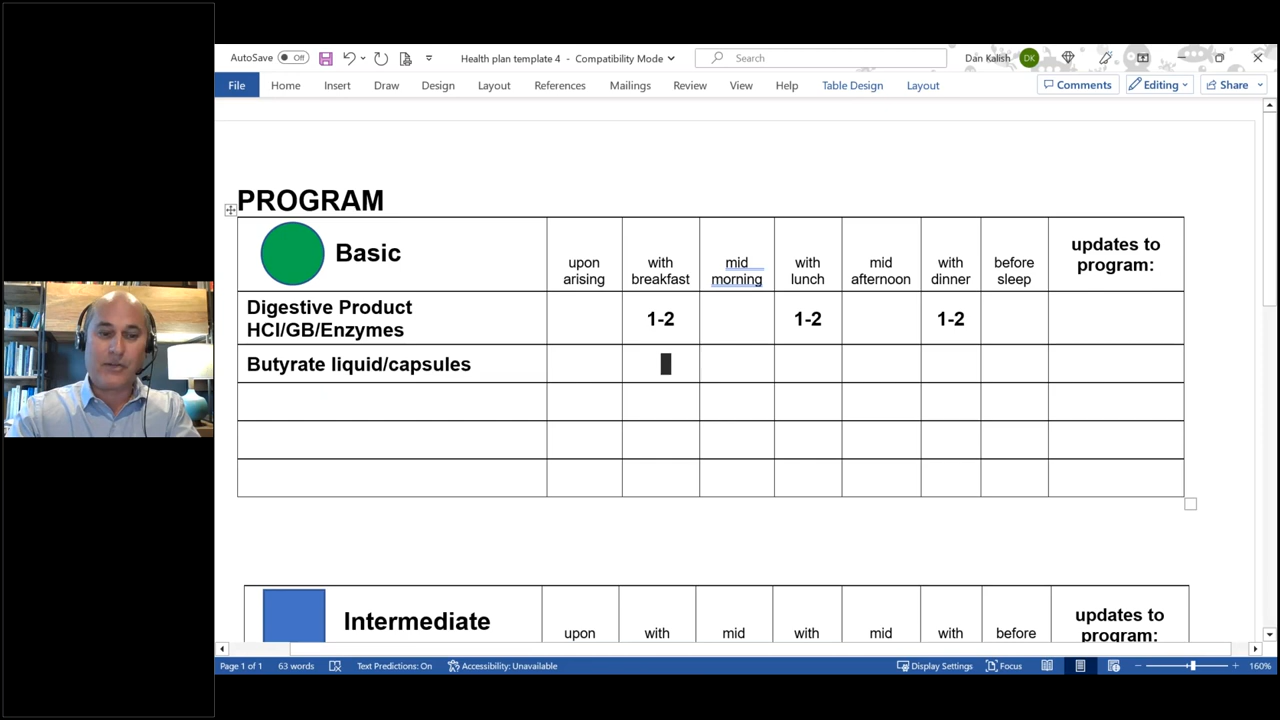 AutoSave Off Health plan template 4 - Compatibility Mode Search Dan Kalish DK
File Home Insert Draw Design Layout References Mailings Review View Help Table Design Layout Comments Editing Share
PROGRAM
Basic upon arising with breakfast mid morning with lunch mid afternoon with dinner before sleep updates to program:
Digestive Product
HCl/GB/Enzymes 1-2 1-2 1-2
Butyrate liquid/capsules
Intermediate upon with mid with mid with before updates to program:
Page 1 of 1 63 words Text Predictions: On Accessibility: Unavailable Display Settings Focus 160%